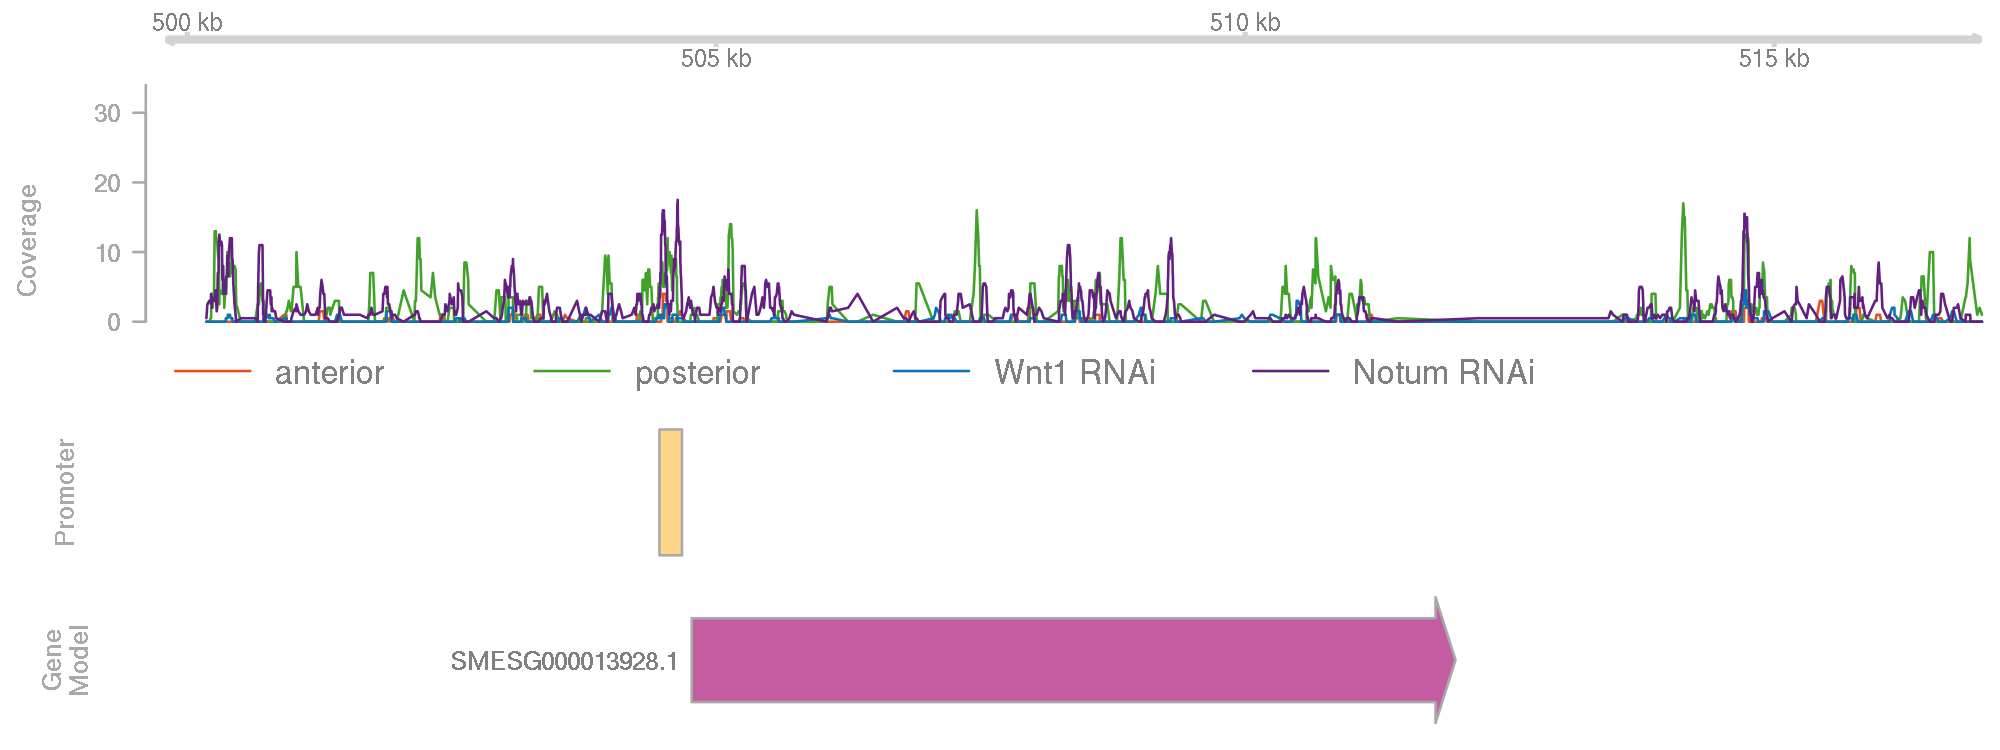 500 kb
510 kb
505 kb
515 kb
30
20
10
0
Coverage
anterior
posterior
Wnt1 RNAi
Notum RNAi
Promoter
SMESG000013928.1
Gene
Model